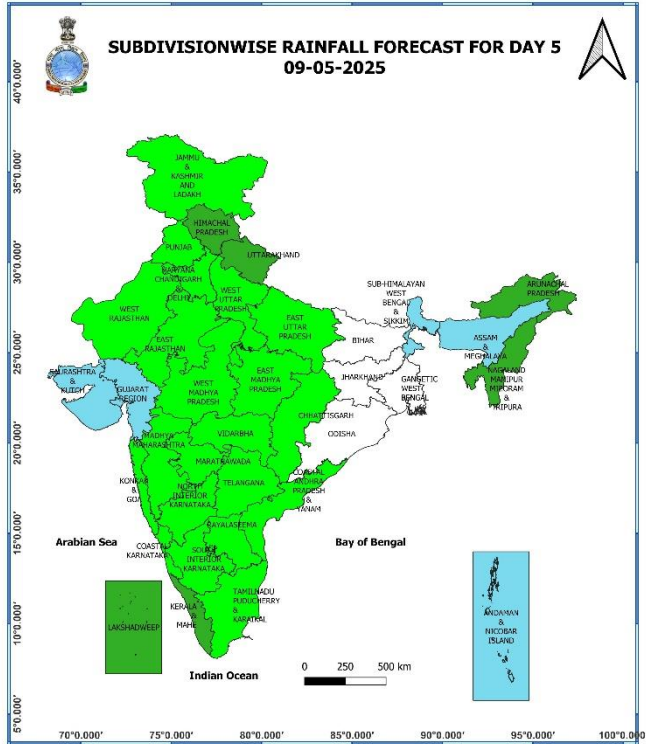 SUBDIVISIONWISE RAINFALL FORECAST FOR DAY 5
09-05-2025
40°0.000'
35°0.000'
30°0.000'
25°0.000'
20°0.000'
15°0.000'
10°0.000'
5°0.000'
JAMMU
&
KASHMIR
AND
LADAKH
HIMACHAL
PRADESH
PUNJAB
UTTARAKHAND
HARYANA
CHANDIGARH
&
DELHI
WEST
UTTAR
PRADESH
WEST
RAJASTHAN
EAST
RAJASTHAN
EAST
UTTAR
PRADESH
SUB-HIMALAYAN
WEST
BENGAL
&
SIKKIM
ARUNACHAL
PRADESH
ASSAM
&
MEGHALAYA
NAGALAND
MANIPUR
MIZORAM
&
TRIPURA
BIHAR
JHARKHAND
GANGETIC
WEST
BENGAL
SAURASHTRA
&
KUTCH
GUJARAT
REGION
WEST
MADHYA
PRADESH
EAST
MADHYA
PRADESH
CHHATISGARH
ODISHA
MADHYA
MAHARASHTRA
VIDARBHA
MARATHWADA
TELANGANA
COASTAL
ANDHRA
PRADESH
&
YANAM
KONKAN
&
GOA
NORTH
INTERIOR
KARNATAKA
RAYALASEEMA
COASTAL
KARNATAKA
SOUTH
INTERIOR
KARNATAKA
Arabian Sea
Bay of Bengal
LAKSHADWEEP
KERALA
&
MAHE
TAMILNADU
PUDUCHERRY
&
KARAIKAL
ANDAMAN
&
NICOBAR
ISLAND
Indian Ocean
0 250 500 km
70°0.000' 75°0.000' 80°0.000' 85°0.000' 90°0.000' 95°0.000' 100°0.000'